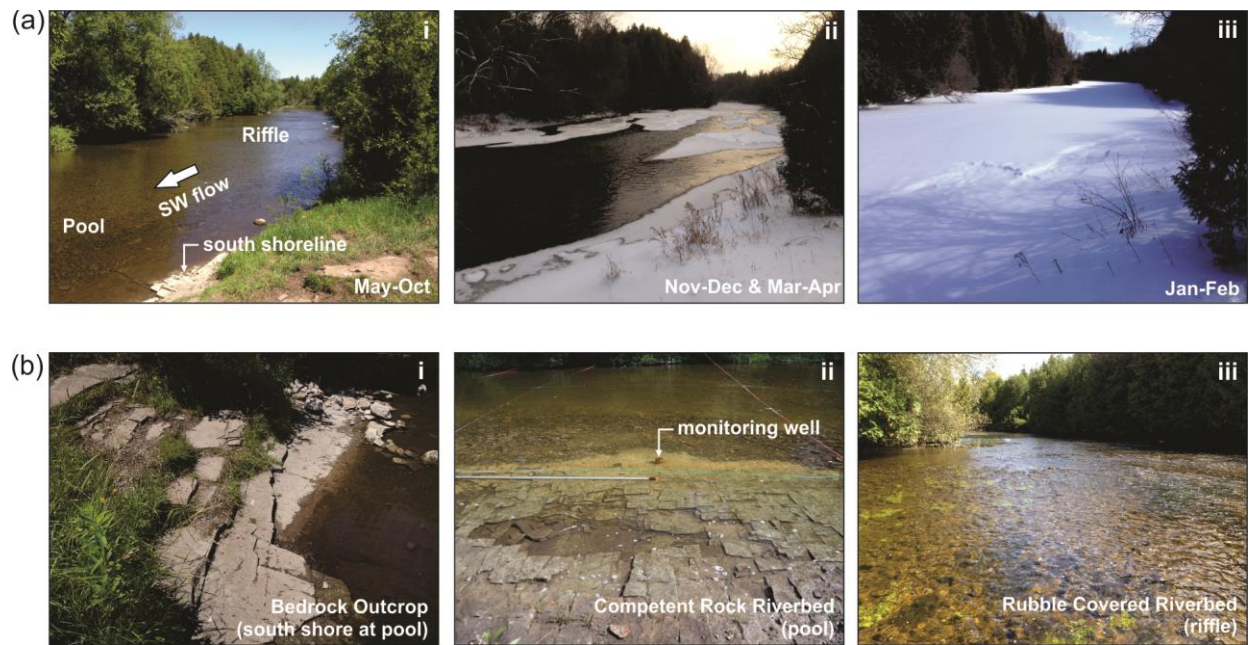 (a)
i
Riffle
SW flow
Pool
south shoreline
May-Oct
ii
Nov-Dec & Mar-Apr
iii
Jan-Feb
(b)
i
Bedrock Outcrop
(south shore at pool)
ii
monitoring well
Competent Rock Riverbed
(pool)
iii
Rubble Covered Riverbed
(riffle)